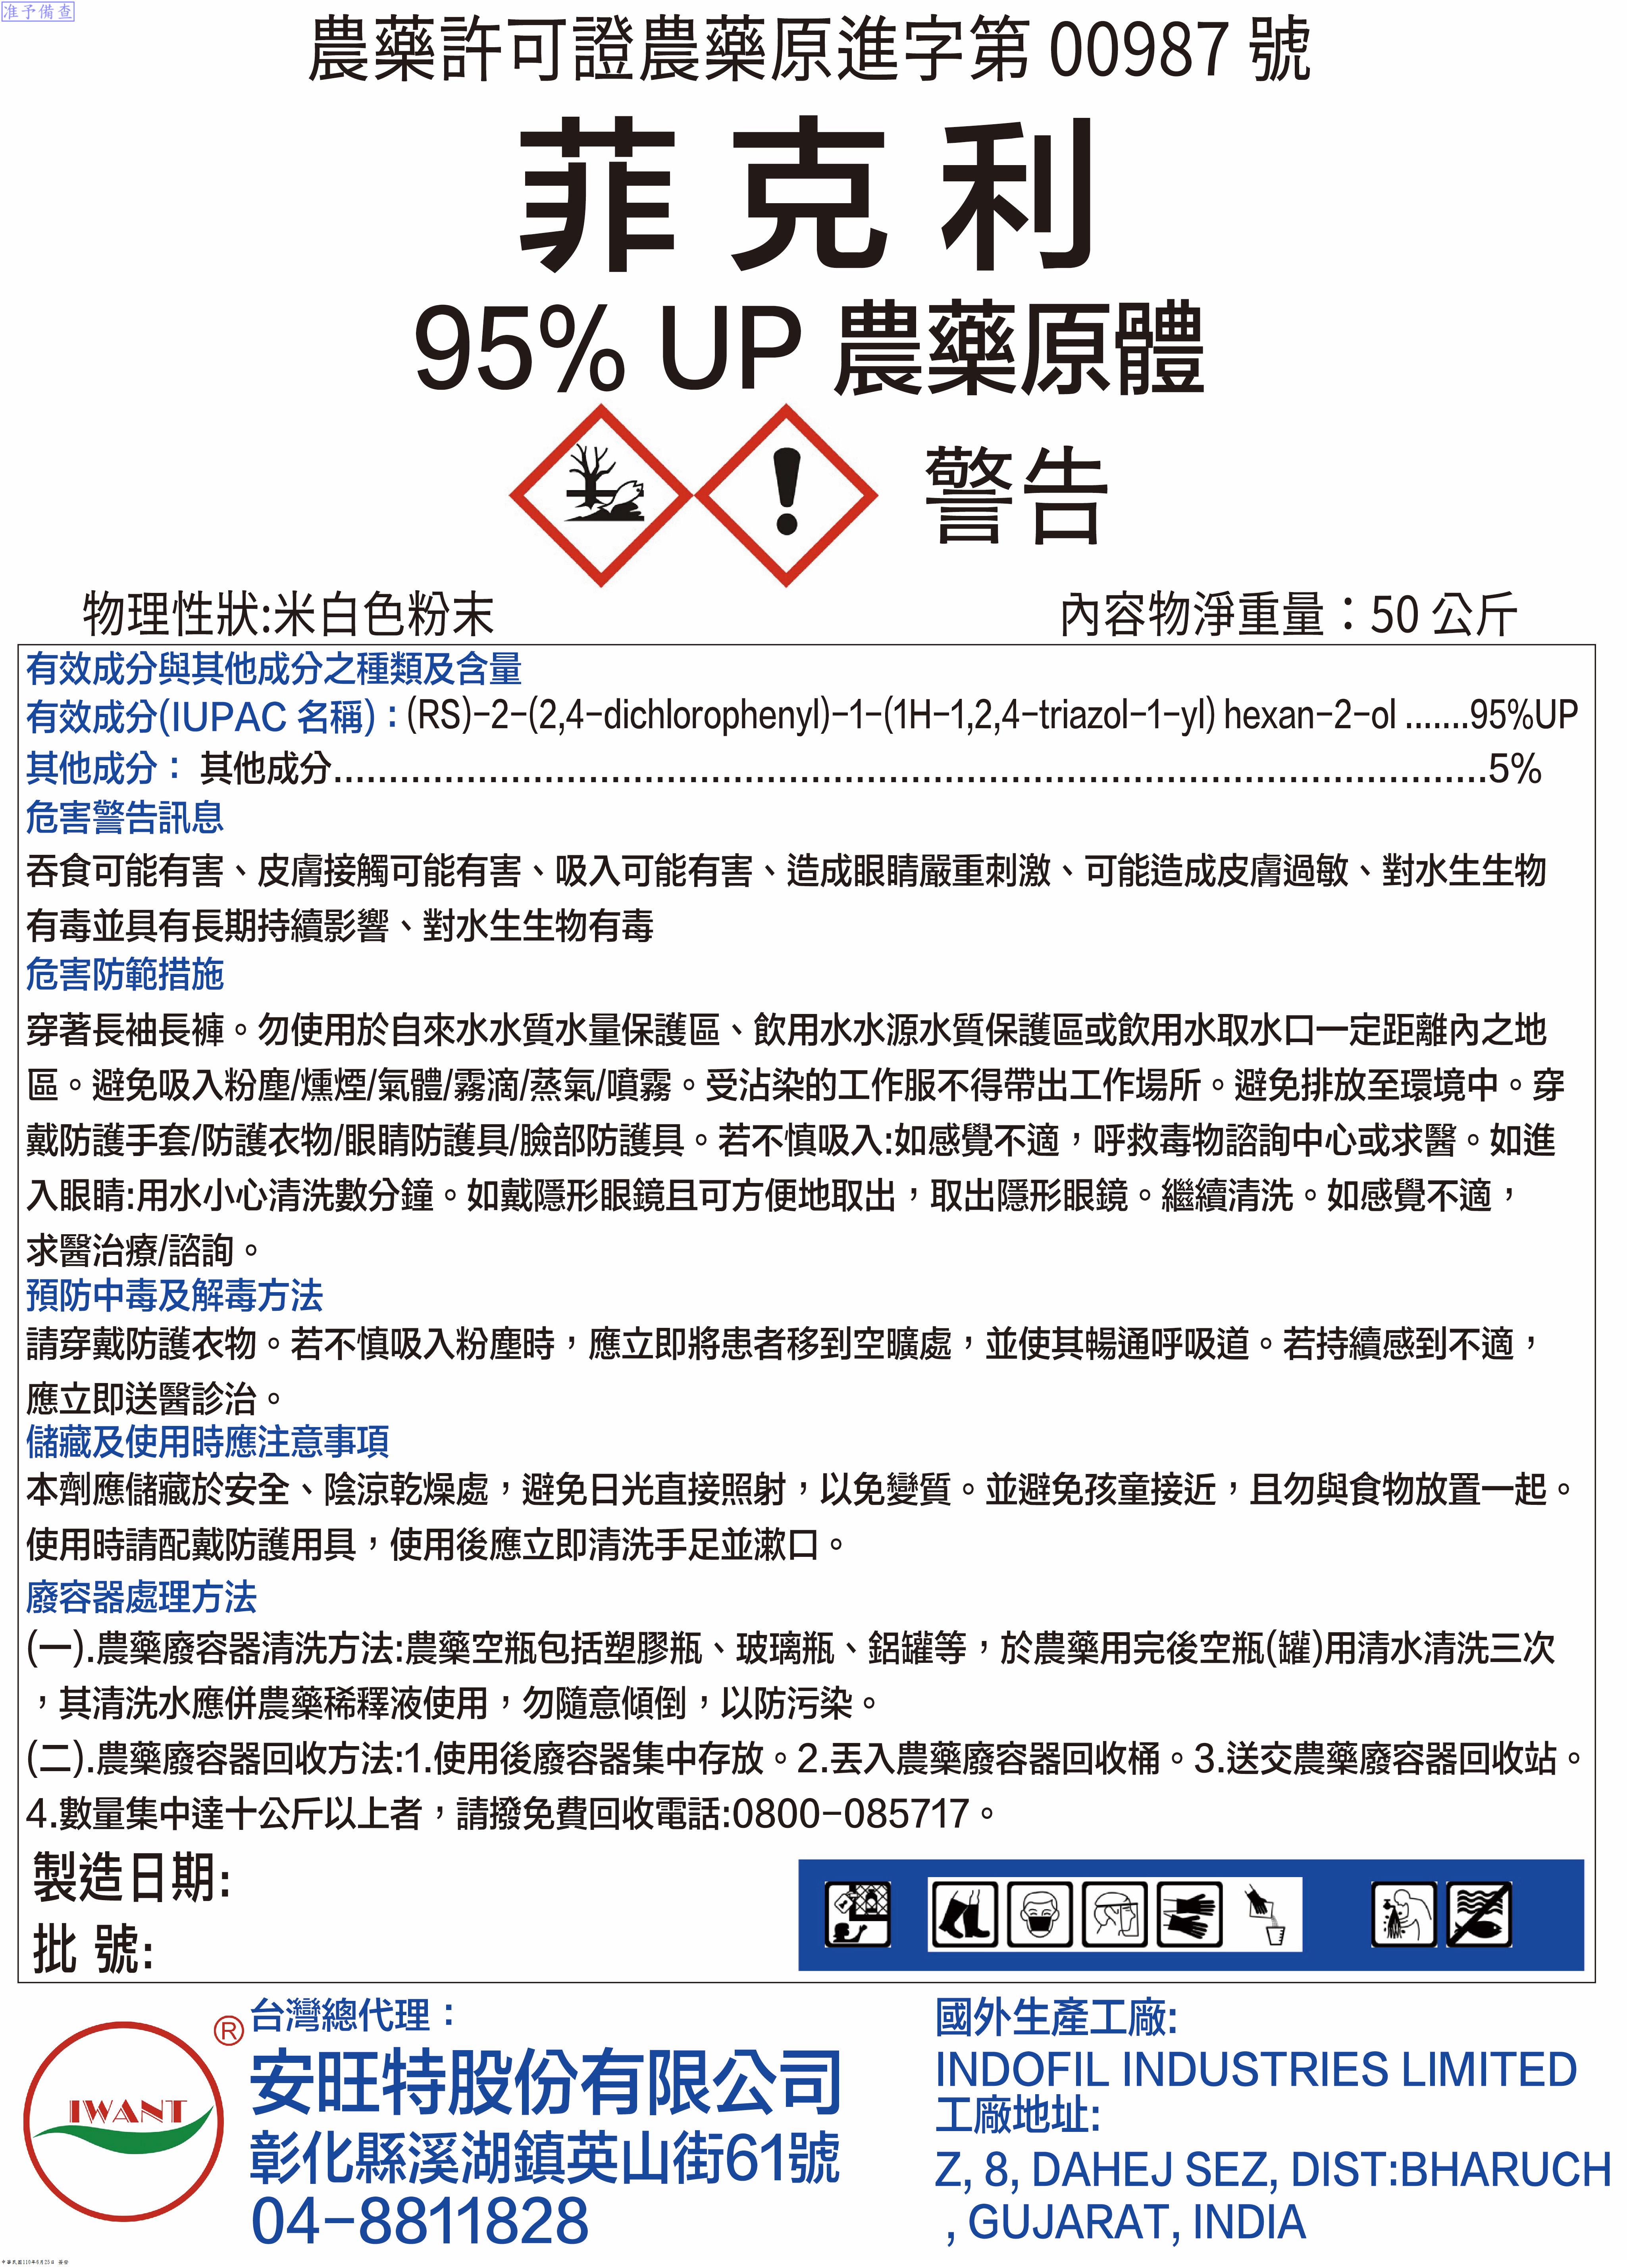 准予備查
農藥許可證農藥原進字第 00987 號
菲克利
95% UP 農藥原體
警告
物理性狀:米白色粉末
內容物淨重量：50 公斤
有效成分與其他成分之種類及含量
有效成分(IUPAC 名稱)：(RS)-2-(2,4-dichlorophenyl)-1-(1H-1,2,4-triazol-1-yl) hexan-2-ol .......95%UP
其他成分： 其他成分....................................................................................................5%
危害警告訊息
吞食可能有害、皮膚接觸可能有害、吸入可能有害、造成眼睛嚴重刺激、可能造成皮膚過敏、對水生生物
有毒並具有長期持續影響、對水生生物有毒
危害防範措施
穿著長袖長褲。勿使用於自來水水質水量保護區、飲用水水源水質保護區或飲用水取水口一定距離內之地
區。避免吸入粉塵/燻煙/氣體/霧滴/蒸氣/噴霧。受沾染的工作服不得帶出工作場所。避免排放至環境中。穿
戴防護手套/防護衣物/眼睛防護具/臉部防護具。若不慎吸入:如感覺不適，呼救毒物諮詢中心或求醫。如進
入眼睛:用水小心清洗數分鐘。如戴隱形眼鏡且可方便地取出，取出隱形眼鏡。繼續清洗。如感覺不適，
求醫治療/諮詢。
預防中毒及解毒方法
請穿戴防護衣物。若不慎吸入粉塵時，應立即將患者移到空曠處，並使其暢通呼吸道。若持續感到不適，
應立即送醫診治。
儲藏及使用時應注意事項
本劑應儲藏於安全、陰涼乾燥處，避免日光直接照射，以免變質。並避免孩童接近，且勿與食物放置一起。
使用時請配戴防護用具，使用後應立即清洗手足並漱口。
廢容器處理方法
(一).農藥廢容器清洗方法:農藥空瓶包括塑膠瓶、玻璃瓶、鋁罐等，於農藥用完後空瓶(罐)用清水清洗三次
，其清洗水應併農藥稀釋液使用，勿隨意傾倒，以防污染。
(二).農藥廢容器回收方法:1.使用後廢容器集中存放。2.丟入農藥廢容器回收桶。3.送交農藥廢容器回收站。
4.數量集中達十公斤以上者，請撥免費回收電話:0800-085717。
製造日期:
批 號:
IWANT
®
台灣總代理：
安旺特股份有限公司
彰化縣溪湖鎮英山街61號
04-8811828
國外生產工廠:
INDOFIL INDUSTRIES LIMITED
工廠地址:
Z, 8, DAHEJ SEZ, DIST:BHARUCH
, GUJARAT, INDIA